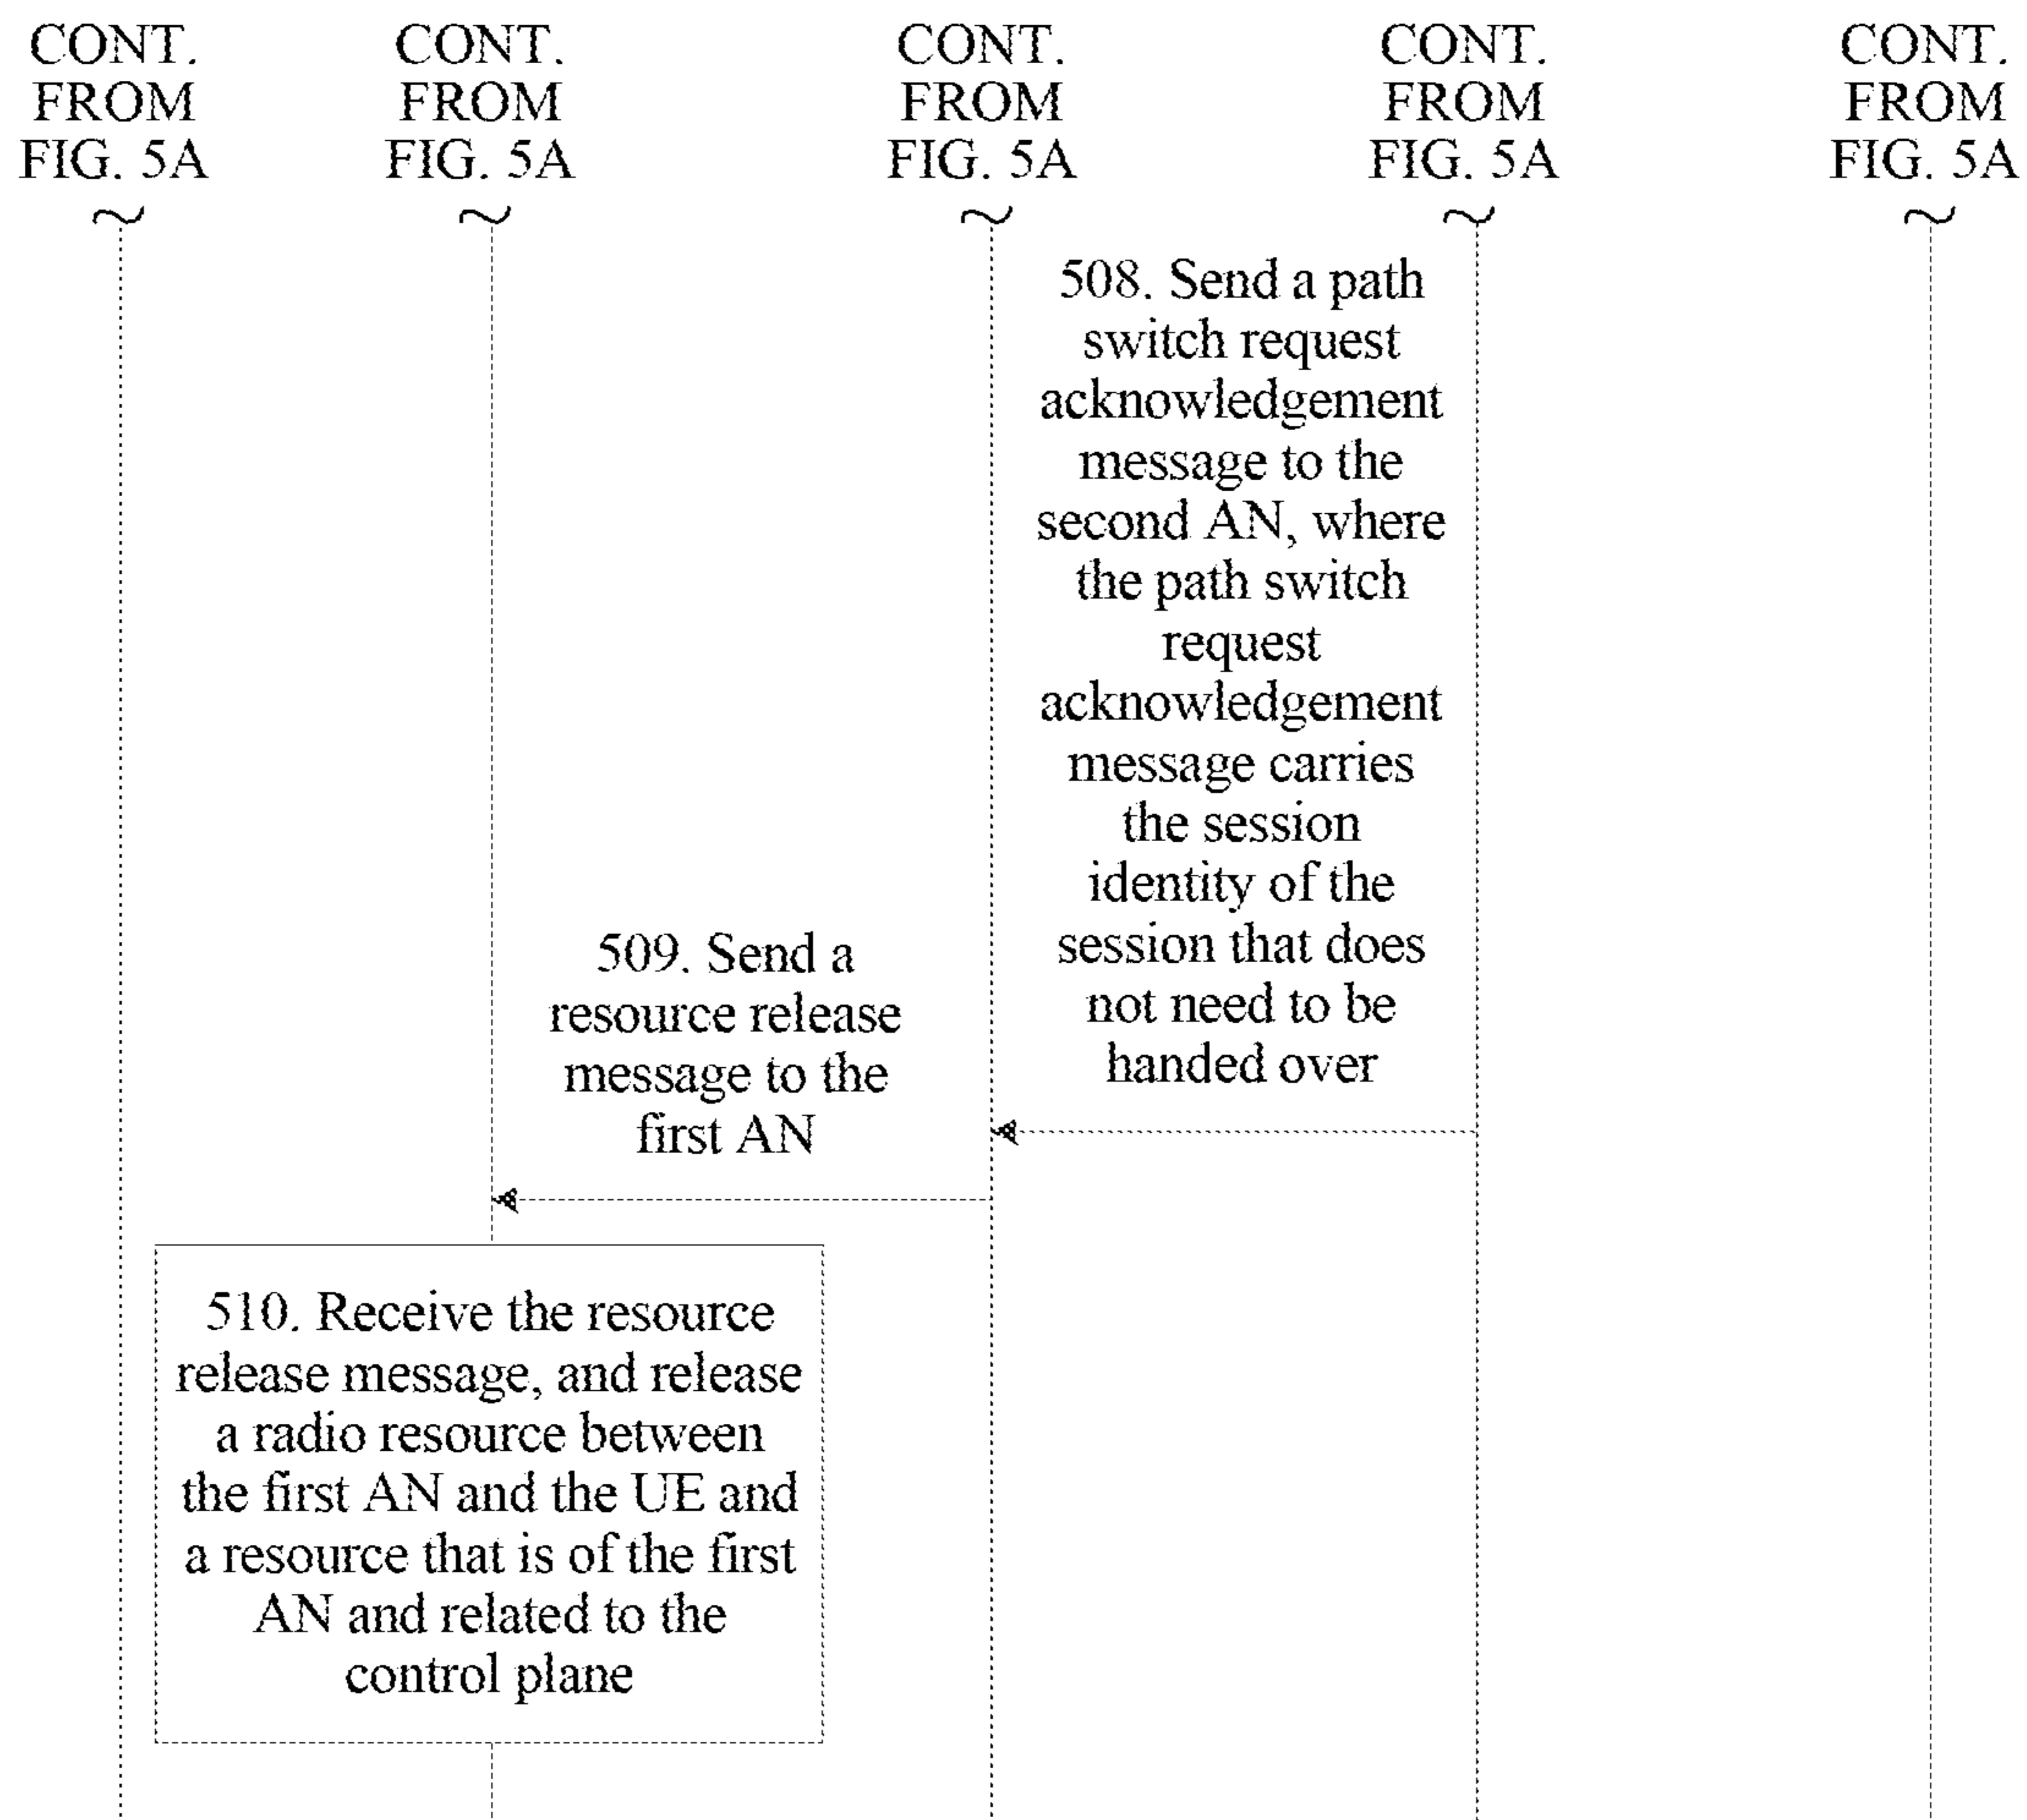 CONT.
FROM
FIG. 5A
CONT.
FROM
FIG. 5A
CONT.
FROM
FIG. 5A
CONT.
FROM
FIG. 5A
CONT.
FROM
FIG. 5A
508. Send a path
switch request
acknowledgement
message to the
second AN, where
the path switch
request
acknowledgement
message carries
the session
identity of the
session that does
not need to be
handed over
509. Send a
resource release
message to the
first AN
510. Receive the resource
release message, and release
a radio resource between
the first AN and the UE and
a resource that is of the first
AN and related to the
control plane